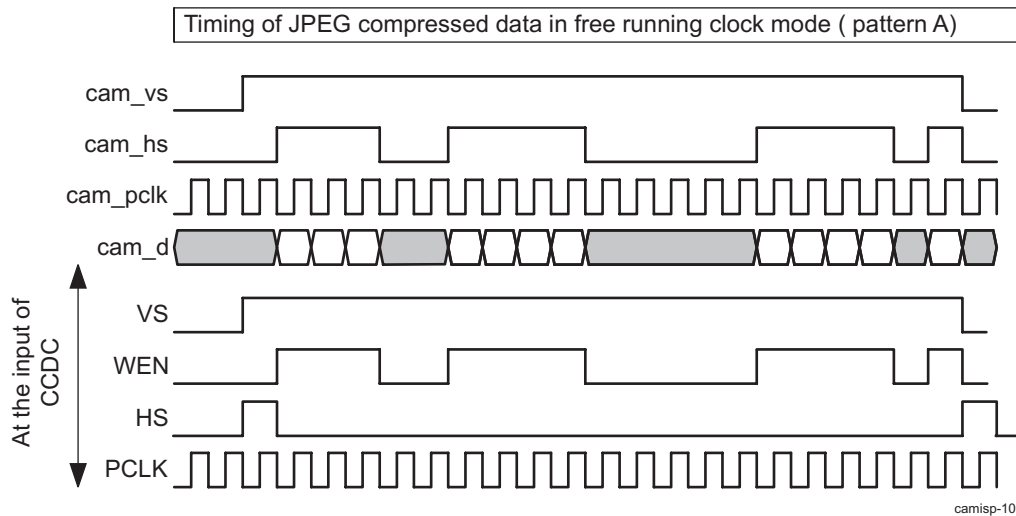 Timing of JPEG compressed data in free running clock mode ( pattern A)
cam_vs
cam_hs
cam_pclk
cam_d
At the input of
CCDC
VS
WEN
HS
PCLK
camisp-10